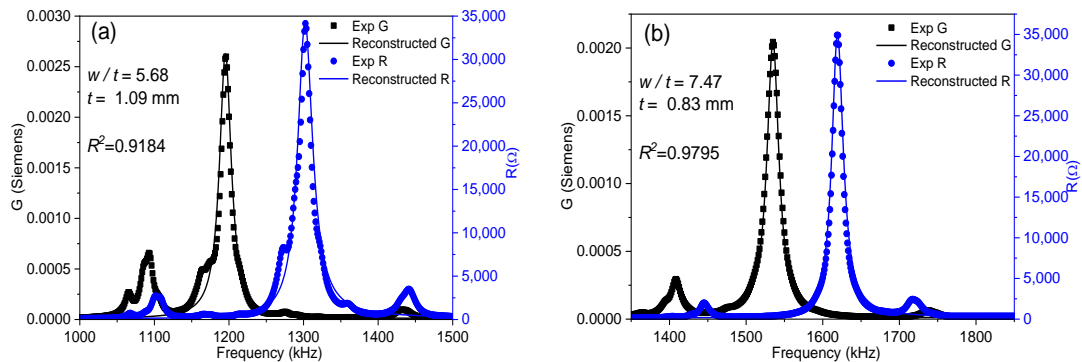 (a)
Exp G
Reconstructed G
Exp R
Reconstructed R
w / t = 5.68
t = 1.09 mm
R²=0.9184
0.0030
0.0025
0.0020
0.0015
0.0010
0.0005
0.0000
G (Siemens)
35,000
30,000
25,000
20,000
15,000
10,000
5,000
0
R(Ω)
1000 1100 1200 1300 1400 1500
Frequency (kHz)
(b)
Exp G
Reconstructed G
Exp R
Reconstructed R
w / t = 7.47
t = 0.83 mm
R²=0.9795
0.0020
0.0015
0.0010
0.0005
0.0000
G (Siemens)
35,000
30,000
25,000
20,000
15,000
10,000
5,000
0
R(Ω)
1400 1500 1600 1700 1800
Frequency (kHz)